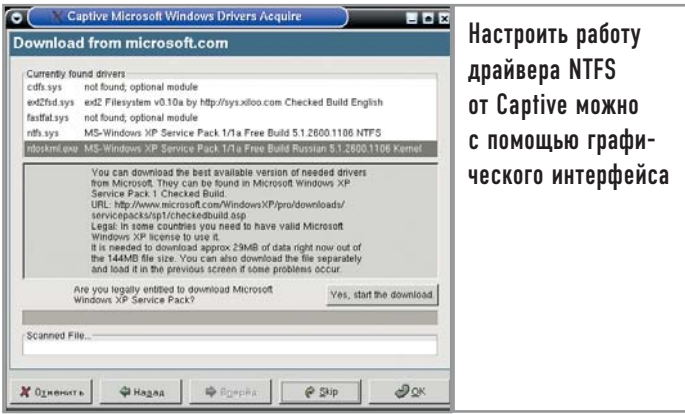 Captive Microsoft Windows Drivers Acquire
Download from microsoft.com
Currently found drivers
cdfs.sys not found; optional module
ext2fsd.sys ext2 Filesystem v0.10a by http://sys.xiloo.com Checked Build English
fastfat.sys not found; optional module
ntfs.sys MS-Windows XP Service Pack 1/1a Free Build 5.1.2600.1106 NTFS
ntoskrnl.exe MS-Windows XP Service Pack 1/1a Free Build Russian 5.1.2600.1106 Kernel
You can download the best available version of needed drivers
from Microsoft. They can be found in Microsoft Windows XP
Service Pack 1 Checked Build.
URL: http://www.microsoft.com/WindowsXP/pro/downloads/
servicepacks/sp1/checkedbuild.asp
Legal: In some countries you need to have valid Microsoft
Windows XP license to use it.
It is needed to download approx 29MB of data right now out of
the 144MB file size. You can also download the file separately
and load it in the previous screen if some problems occur.
Are you legally entitled to download Microsoft
Windows XP Service Pack?
Yes, start the download
Scanned File...
Отменить
Назад
Вперёд
Skip
OK
Настроить работу
драйвера NTFS
от Captive можно
с помощью графи-
ческого интерфейса